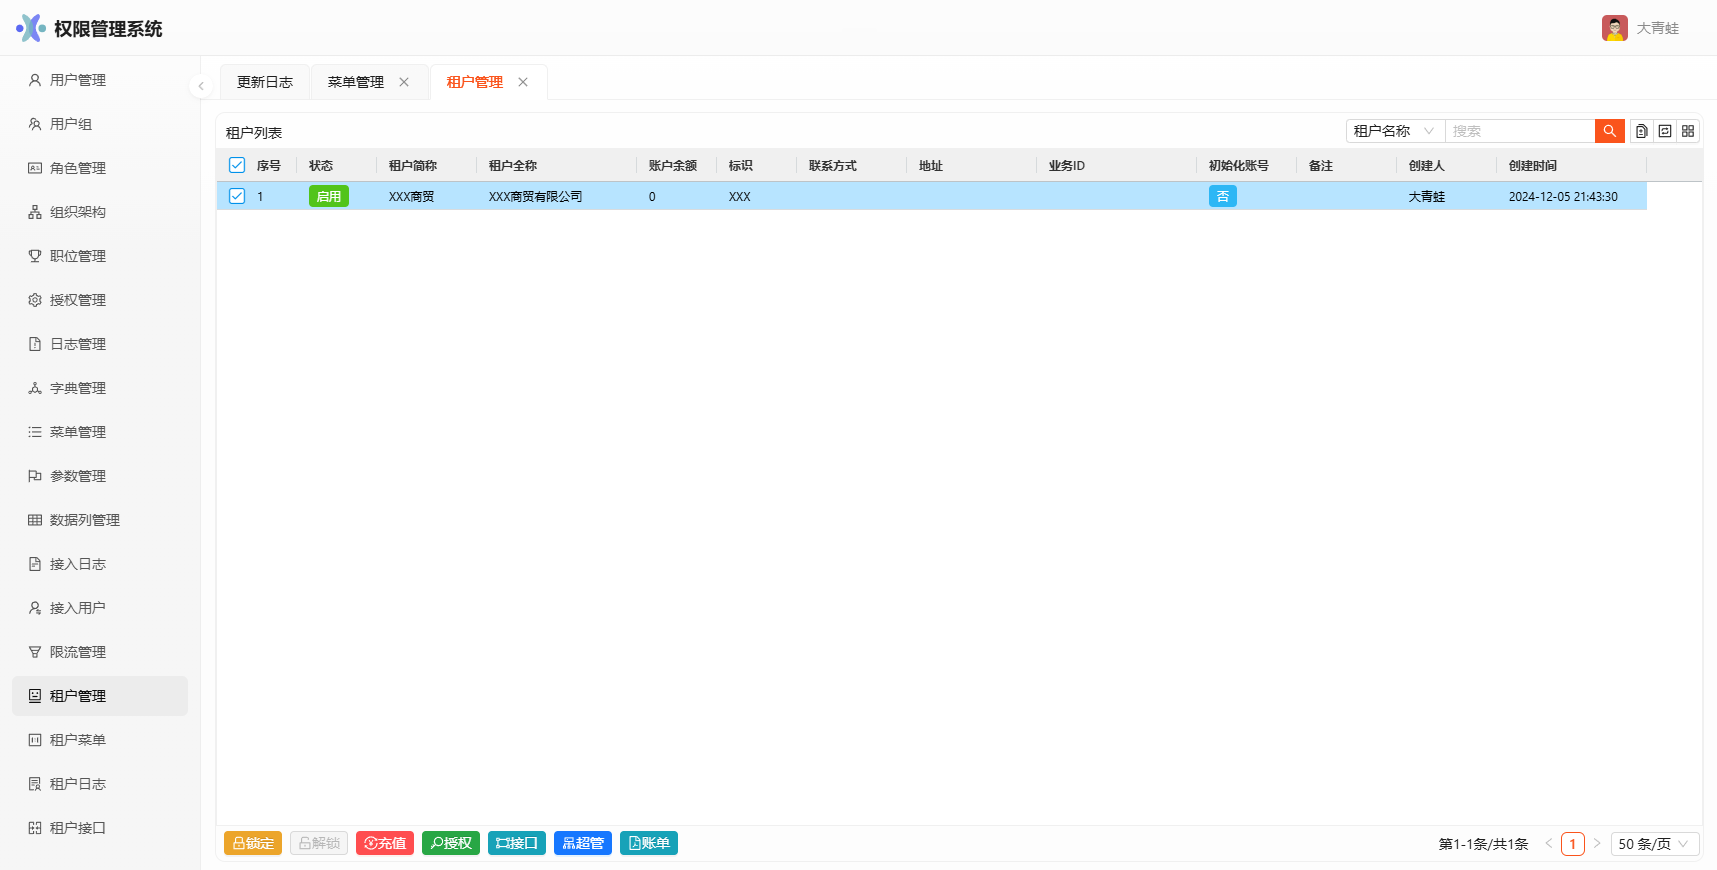 权限管理系统
大青蛙
用户管理
用户组
角色管理
组织架构
职位管理
授权管理
日志管理
字典管理
菜单管理
参数管理
数据列管理
接入日志
接入用户
限流管理
租户管理
租户菜单
租户日志
租户接口
更新日志 菜单管理 租户管理
租户列表
租户名称 搜索
序号 状态 租户简称 租户全称 账户余额 标识 联系方式 地址 业务ID 初始化账号 备注 创建人 创建时间
1 启用 XXX商贸 XXX商贸有限公司 0 XXX 否 大青蛙 2024-12-05 21:43:30
锁定 解锁 充值 授权 接口 超管 账单
第1-1条/共1条 1 50 条/页